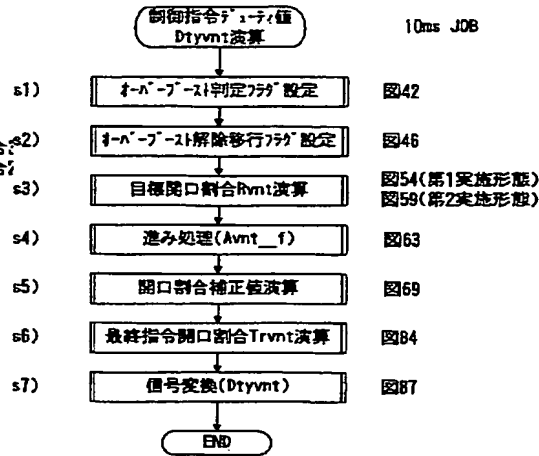 制御指令デューティ値
Dtyvnt演算
10ms JOB
s1) オーバーブースト判定フラグ設定 図42
s2) オーバーブースト解除移行フラグ設定 図46
s3) 目標開口割合Rvnt演算 図54(第1実施形態)
図59(第2実施形態)
s4) 進み処理(Avnt_f) 図63
s5) 開口割合補正値演算 図69
s6) 最終指令開口割合Trvnt演算 図84
s7) 信号変換(Dtyvnt) 図87
END